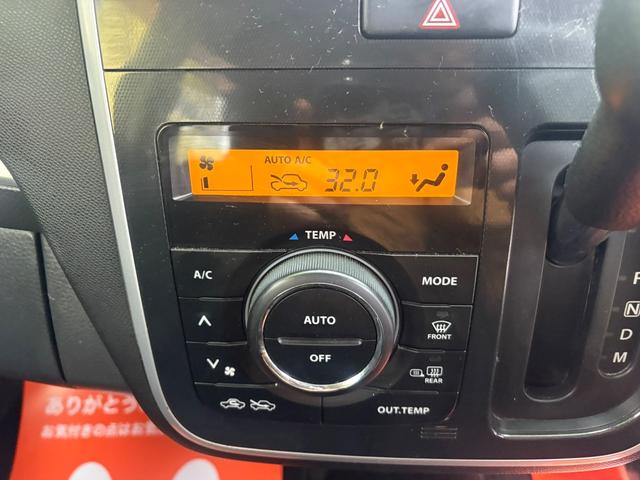 AUTO A/C
32.0
TEMP
A/C
MODE
AUTO
OFF
FRONT
REAR
OUT.TEMP
N
D
M
ありがとう
お気付きの点はお